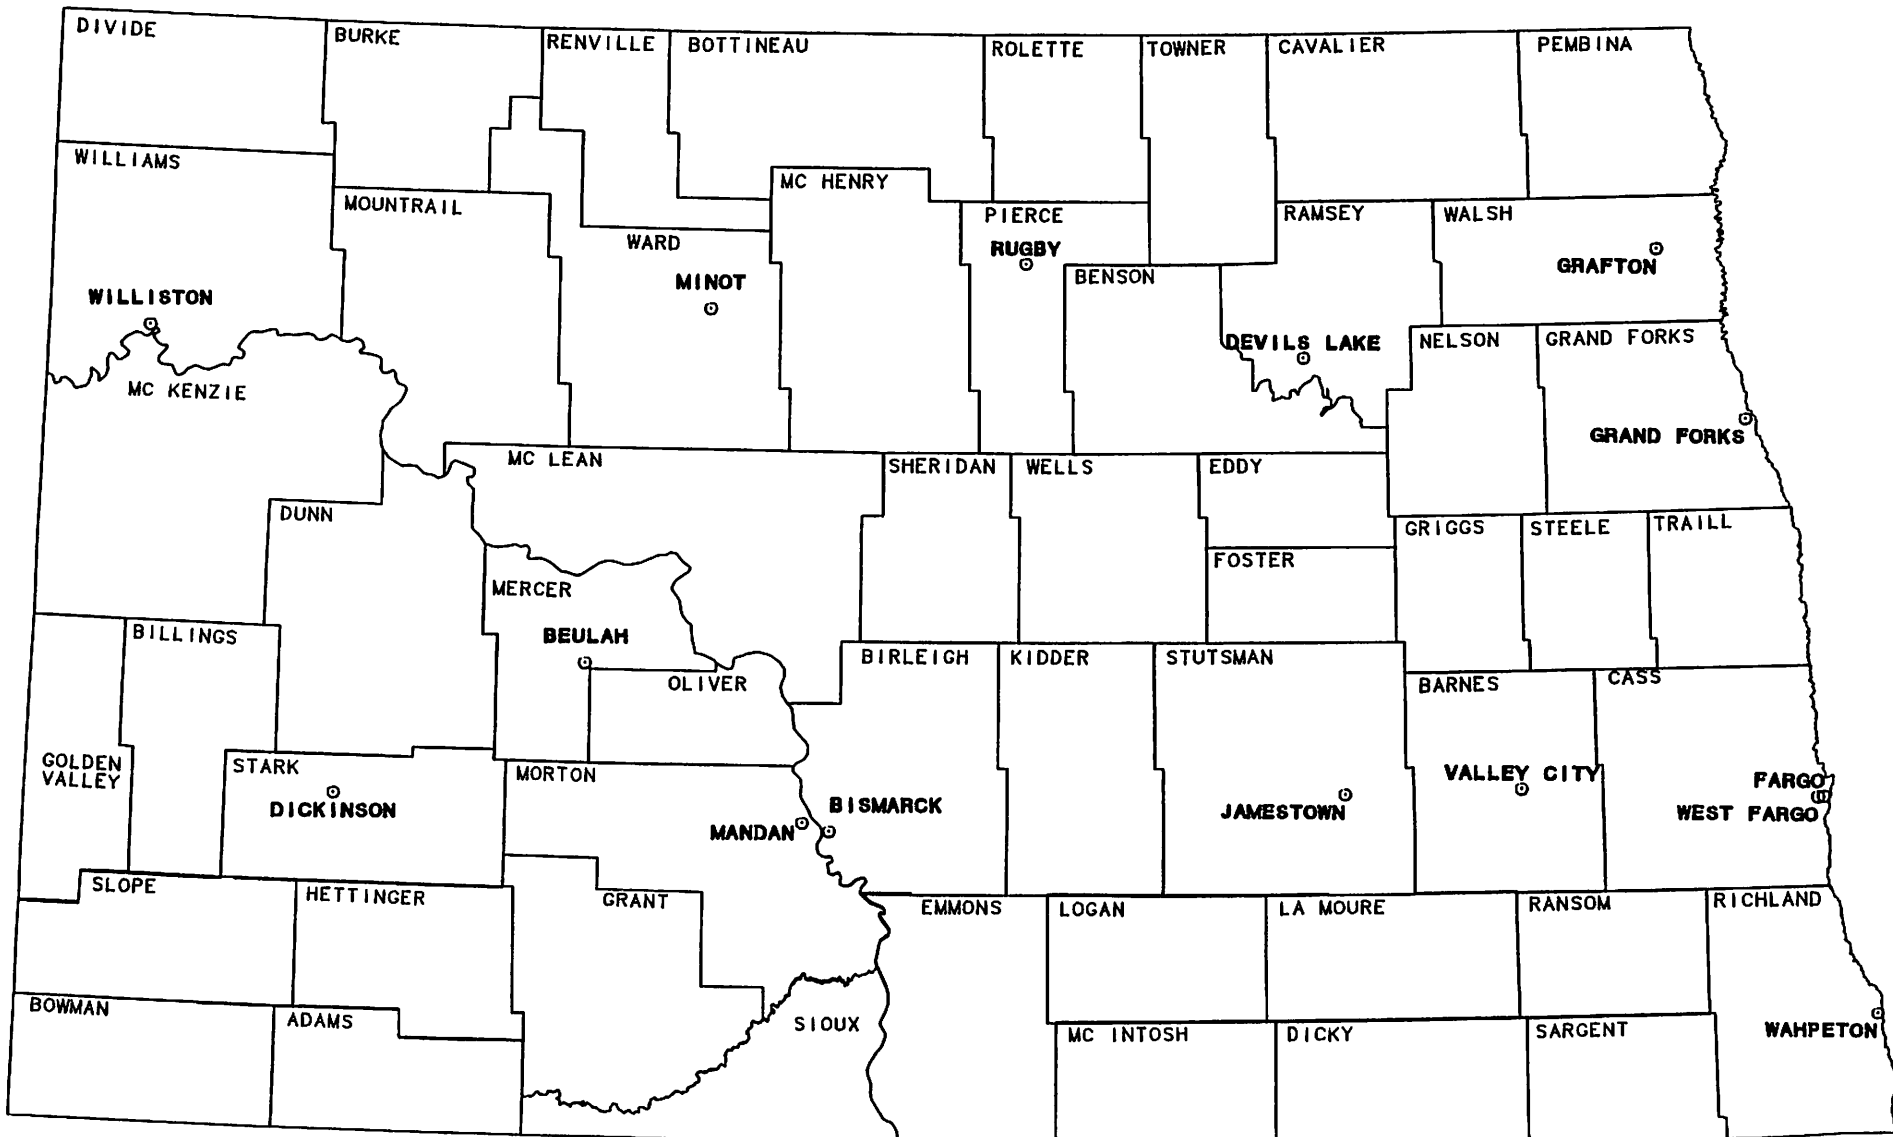 DIVIDE
BURKE
RENVILLE
BOTTINEAU
ROLETTE
TOWNER
CAVALIER
PEMBINA
WILLIAMS
MOUNTRAIL
WARD
MC HENRY
PIERCE
RAMSEY
WALSH
RUGBY
GRAFTON
BENSON
MINOT
WILLISTON
DEVILS LAKE
NELSON
GRAND FORKS
MC KENZIE
GRAND FORKS
MC LEAN
SHERIDAN
WELLS
EDDY
DUNN
GRIGGS
STEELE
TRAILL
FOSTER
MERCER
BILLINGS
BEULAH
BIRLEIGH
KIDDER
STUTSMAN
OLIVER
BARNES
CASS
GOLDEN
VALLEY
STARK
MORTON
VALLEY CITY
FARGO
DICKINSON
MANDAN
BISMARCK
JAMESTOWN
WEST FARGO
SLOPE
HETTINGER
GRANT
EMMONS
LOGAN
LA MOURE
RANSOM
RICHLAND
BOWMAN
ADAMS
SIOUX
MC INTOSH
DICKY
SARGENT
WAHPETON